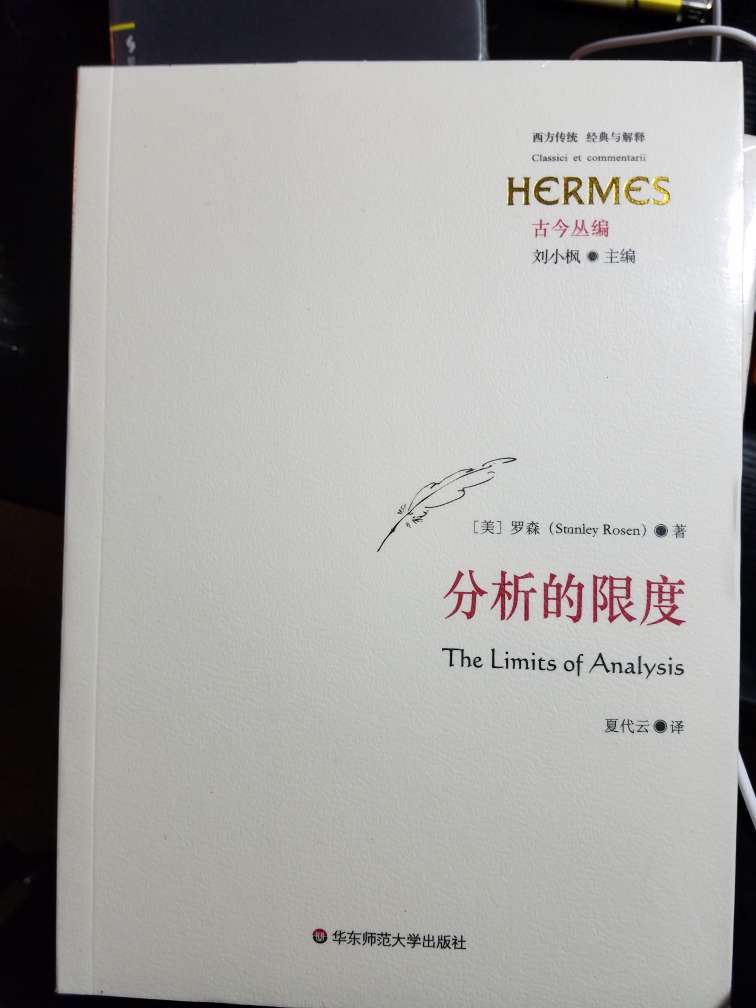 西方传统 经典与解释
Classici et commentarii
HERMES
古今丛编
刘小枫 ● 主编
［美］罗森（Stanley Rosen）● 著
分析的限度
The Limits of Analysis
夏代云 ● 译
华东师范大学出版社